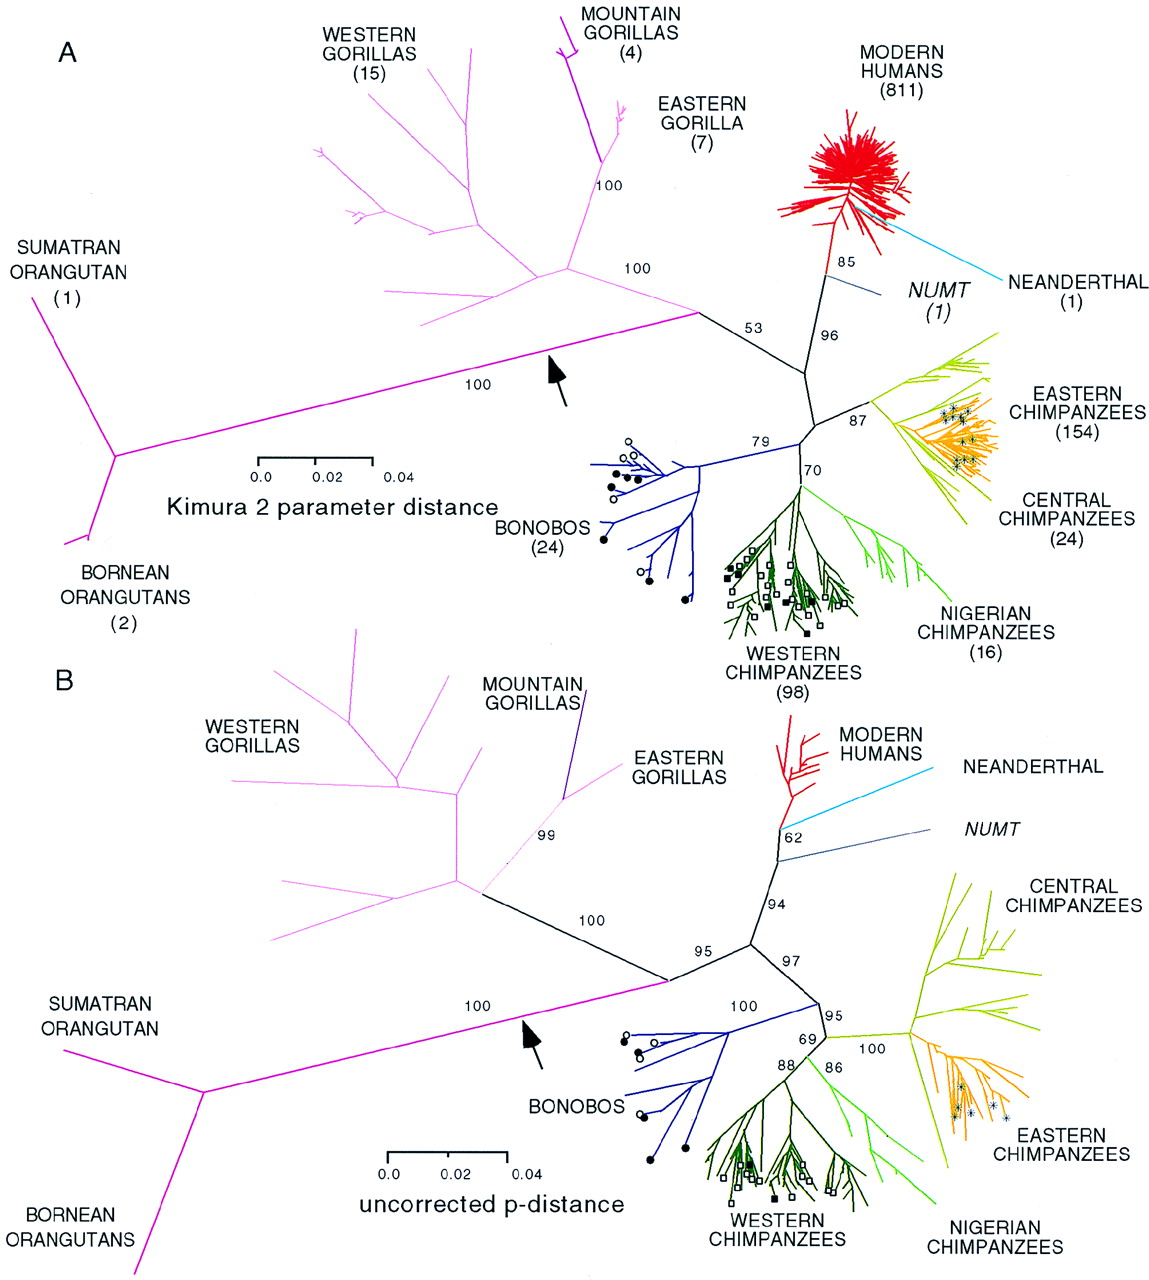 A
WESTERN
GORILLAS
(15)
MOUNTAIN
GORILLAS
(4)
EASTERN
GORILLA
(7)
MODERN
HUMANS
(811)
100
100
SUMATRAN
ORANGUTAN
(1)
85
NEANDERTHAL
(1)
NUMT
(1)
53
96
100
87
EASTERN
CHIMPANZEES
(154)
79
70
0.0
0.02
0.04
Kimura 2 parameter distance
BONOBOS
(24)
CENTRAL
CHIMPANZEES
(24)
BORNEAN
ORANGUTANS
(2)
NIGERIAN
CHIMPANZEES
(16)
WESTERN
CHIMPANZEES
(98)
B
WESTERN
GORILLAS
MOUNTAIN
GORILLAS
EASTERN
GORILLAS
MODERN
HUMANS
NEANDERTHAL
NUMT
99
62
94
CENTRAL
CHIMPANZEES
100
95
97
SUMATRAN
ORANGUTAN
100
100
95
69
100
88
86
BONOBOS
EASTERN
CHIMPANZEES
0.0
0.02
0.04
uncorrected p-distance
BORNEAN
ORANGUTANS
WESTERN
CHIMPANZEES
NIGERIAN
CHIMPANZEES